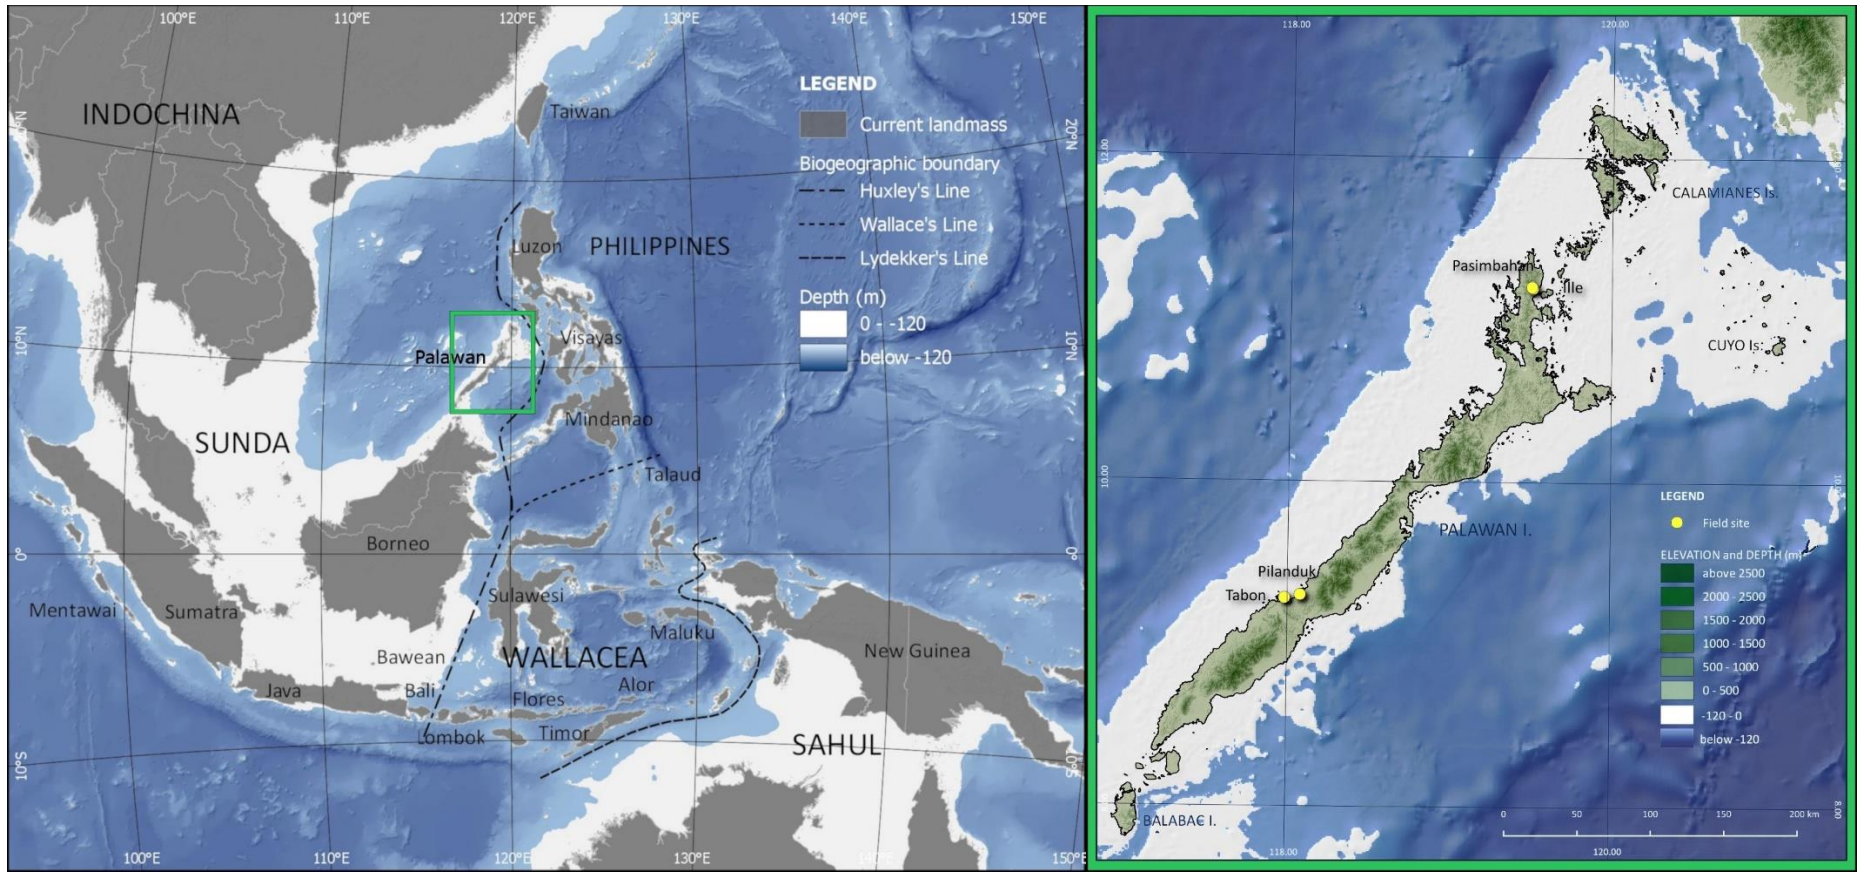 100°E
110°E
120°E
130°E
140°E
150°E
INDOCHINA
Taiwan
LEGEND
Current landmass
Biogeographic boundary
Huxley's Line
Wallace's Line
Lydekker's Line
Depth (m)
0 - -120
below -120
20°N
Luzon
PHILIPPINES
10°N
10°N
Palawan
Visayas
Mindanao
SUNDA
Talaud
Borneo
0°
0°
Mentawai
Sumatra
Sulawesi
Maluku
New Guinea
Bawean
WALLACEA
Java
Bali
Flores
Alor
Lombok
Timor
SAHUL
10°S
100°E
110°E
120°E
130°E
140°E
150°E
118.00
120.00
12.00
CALAMIANES Is.
Pasimbahan
Ille
CUYO Is.
10.00
PALAWAN I.
Pilanduk
Tabon
LEGEND
Field site
ELEVATION and DEPTH (m)
above 2500
2000 - 2500
1500 - 2000
1000 - 1500
500 - 1000
0 - 500
-120 - 0
below -120
BALABAC I.
0 50 100 150 200 km
8.00
118.00
120.00